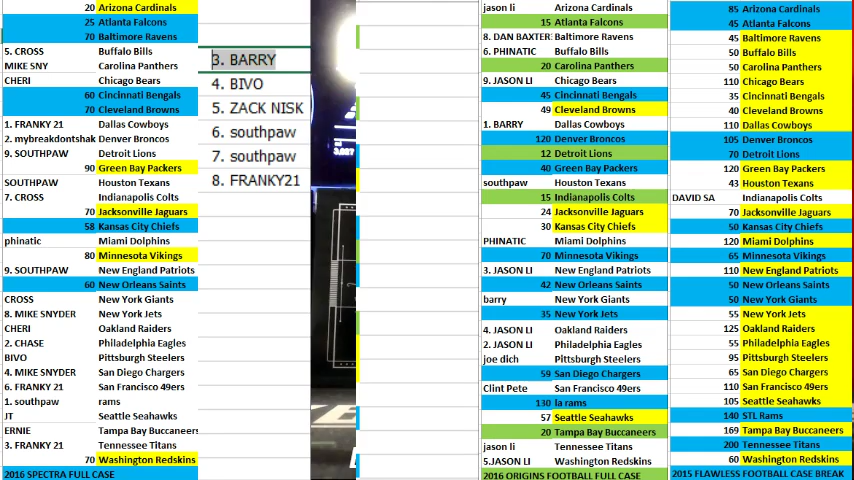 20 Arizona Cardinals
25 Atlanta Falcons
70 Baltimore Ravens
5. CROSS Buffalo Bills
MIKE SNY Carolina Panthers
CHERI Chicago Bears
60 Cincinnati Bengals
70 Cleveland Browns
1. FRANKY 21 Dallas Cowboys
2. mybreakdontshak Denver Broncos
9. SOUTHPAW Detroit Lions
90 Green Bay Packers
SOUTHPAW Houston Texans
7. CROSS Indianapolis Colts
70 Jacksonville Jaguars
58 Kansas City Chiefs
phinatic Miami Dolphins
80 Minnesota Vikings
9. SOUTHPAW New England Patriots
60 New Orleans Saints
CROSS New York Giants
8. MIKE SNYDER New York Jets
CHERI Oakland Raiders
2. CHASE Philadelphia Eagles
BIVO Pittsburgh Steelers
4. MIKE SNYDER San Diego Chargers
6. FRANKY 21 San Francisco 49ers
1. southpaw rams
JT Seattle Seahawks
ERNIE Tampa Bay Buccaneers
3. FRANKY 21 Tennessee Titans
70 Washington Redskins
2016 SPECTRA FULL CASE
3. BARRY
4. BIVO
5. ZACK NISK
6. southpaw
7. southpaw
8. FRANKY21
jason li Arizona Cardinals
15 Atlanta Falcons
8. DAN BAXTER Baltimore Ravens
6. PHINATIC Buffalo Bills
20 Carolina Panthers
9. JASON LI Chicago Bears
45 Cincinnati Bengals
49 Cleveland Browns
1. BARRY Dallas Cowboys
120 Denver Broncos
12 Detroit Lions
40 Green Bay Packers
southpaw Houston Texans
15 Indianapolis Colts
24 Jacksonville Jaguars
30 Kansas City Chiefs
PHINATIC Miami Dolphins
70 Minnesota Vikings
3. JASON LI New England Patriots
42 New Orleans Saints
barry New York Giants
35 New York Jets
4. JASON LI Oakland Raiders
2. JASON LI Philadelphia Eagles
joe dich Pittsburgh Steelers
59 San Diego Chargers
Clint Pete San Francisco 49ers
130 la rams
57 Seattle Seahawks
20 Tampa Bay Buccaneers
jason li Tennessee Titans
5.JASON LI Washington Redskins
2016 ORIGINS FOOTBALL FULL CASE
85 Arizona Cardinals
45 Atlanta Falcons
45 Baltimore Ravens
50 Buffalo Bills
50 Carolina Panthers
110 Chicago Bears
35 Cincinnati Bengals
40 Cleveland Browns
110 Dallas Cowboys
105 Denver Broncos
70 Detroit Lions
120 Green Bay Packers
43 Houston Texans
DAVID SA Indianapolis Colts
70 Jacksonville Jaguars
50 Kansas City Chiefs
120 Miami Dolphins
65 Minnesota Vikings
110 New England Patriots
50 New Orleans Saints
50 New York Giants
55 New York Jets
125 Oakland Raiders
55 Philadelphia Eagles
95 Pittsburgh Steelers
65 San Diego Chargers
110 San Francisco 49ers
105 Seattle Seahawks
140 STL Rams
169 Tampa Bay Buccaneers
200 Tennessee Titans
60 Washington Redskins
2015 FLAWLESS FOOTBALL CASE BREAK